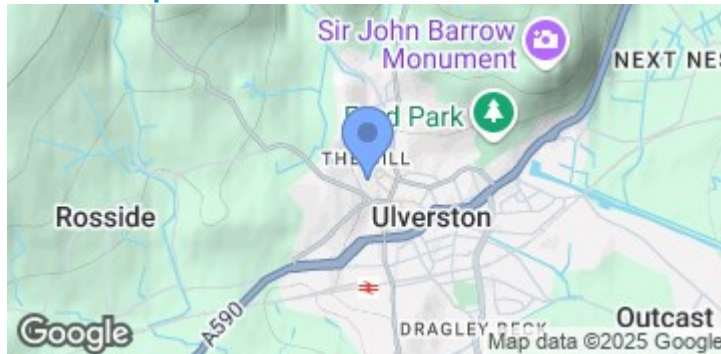 Sir John Barrow
Monument
NEXT NES
Park
THE
Rosside
Ulverston
A590
Outcast
DRAGLEY BECK
Google
Map data ©2025 Google